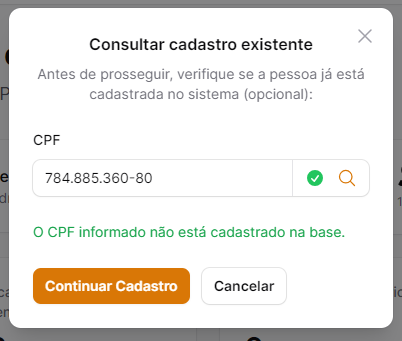 Consultar cadastro existente
Antes de prosseguir, verifique se a pessoa já está
cadastrada no sistema (opcional):
CPF
784.885.360-80
O CPF informado não está cadastrado na base.
Continuar Cadastro
Cancelar